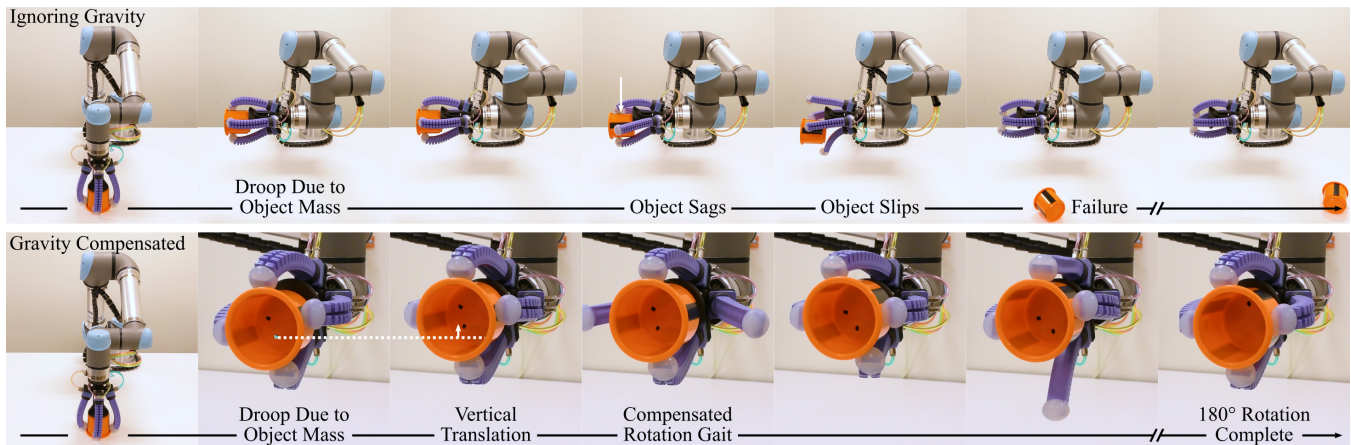 Ignoring Gravity
Droop Due to
Object Mass
Object Sags
Object Slips
Failure
Gravity Compensated
Droop Due to
Object Mass
Vertical
Translation
Compensated
Rotation Gait
180° Rotation
Complete